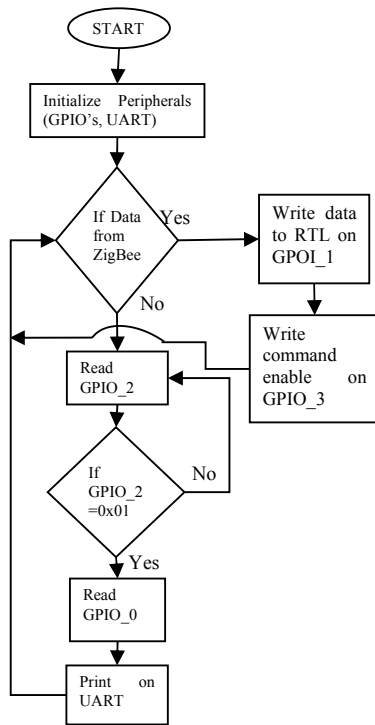 START
Initialize Peripherals
(GPIO's, UART)
If Data
from
ZigBee
Yes
Write data
to RTL on
GPOI_1
No
Write
command
enable on
GPIO_3
Read
GPIO_2
If
GPIO_2
=0x01
No
Yes
Read
GPIO_0
Print on
UART